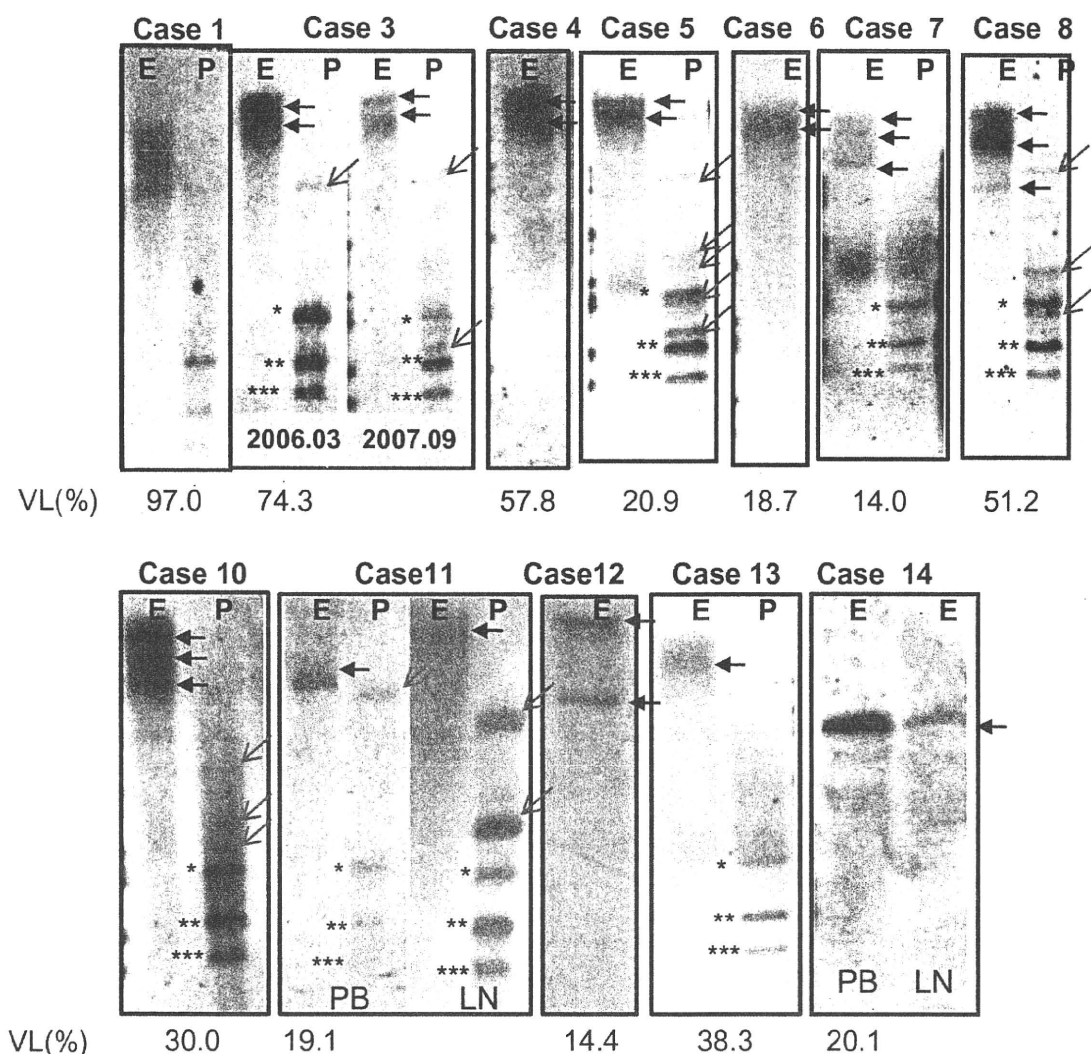 Case 1 Case 3 Case 4 Case 5 Case 6 Case 7 Case 8
E P E P E P E E P E E P E P
* * * * *
** ** ** ** **
*** *** *** *** ***
2006.03 2007.09
VL(%) 97.0 74.3 57.8 20.9 18.7 14.0 51.2
Case 10 Case11 Case12 Case 13 Case 14
E P E P E P E E P E E
* * * *
** ** ** **
*** *** *** ***
PB LN PB LN
VL(%) 30.0 19.1 14.4 38.3 20.1